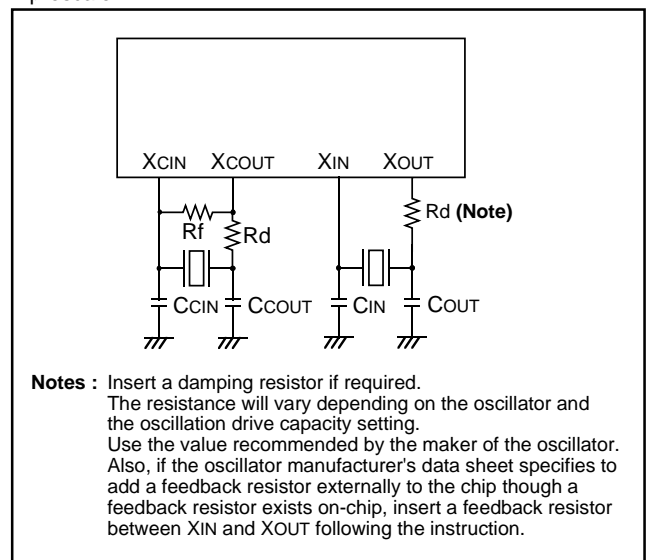 XCIN XCOUT XIN XOUT
Rd (Note)
Rf Rd
CCIN CCOUT CIN COUT
Notes : Insert a damping resistor if required.
The resistance will vary depending on the oscillator and
the oscillation drive capacity setting.
Use the value recommended by the maker of the oscillator.
Also, if the oscillator manufacturer's data sheet specifies to
add a feedback resistor externally to the chip though a
feedback resistor exists on-chip, insert a feedback resistor
between XIN and XOUT following the instruction.